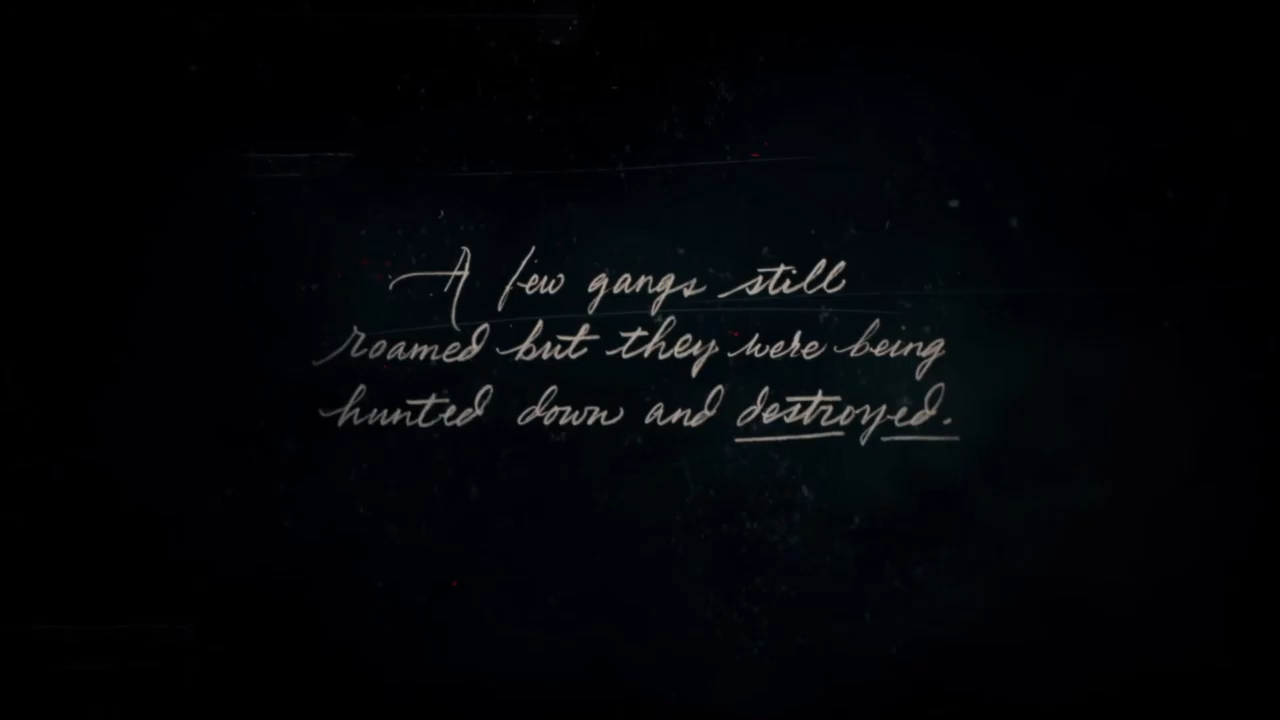 A few gangs still
roamed but they were being
hunted down and destroyed.